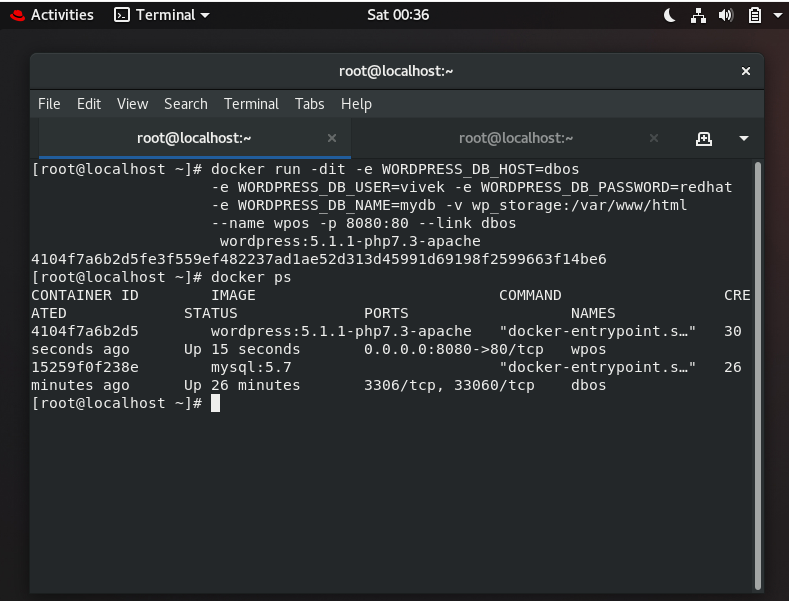 Activities Terminal Sat 00:36
root@localhost:~
File Edit View Search Terminal Tabs Help
root@localhost:~ root@localhost:~
[root@localhost ~]# docker run -dit -e WORDPRESS_DB_HOST=dbos
-e WORDPRESS_DB_USER=vivek -e WORDPRESS_DB_PASSWORD=redhat
-e WORDPRESS_DB_NAME=mydb -v wp_storage:/var/www/html
--name wpos -p 8080:80 --link dbos
wordpress:5.1.1-php7.3-apache
4104f7a6b2d5fe3f559ef482237ad1ae52d313d45991d69198f2599663f14be6
[root@localhost ~]# docker ps
CONTAINER ID IMAGE COMMAND CRE
ATED STATUS PORTS NAMES
4104f7a6b2d5 wordpress:5.1.1-php7.3-apache "docker-entrypoint.s…" 30
seconds ago Up 15 seconds 0.0.0.0:8080->80/tcp wpos
15259f0f238e mysql:5.7 "docker-entrypoint.s…" 26
minutes ago Up 26 minutes 3306/tcp, 33060/tcp dbos
[root@localhost ~]#